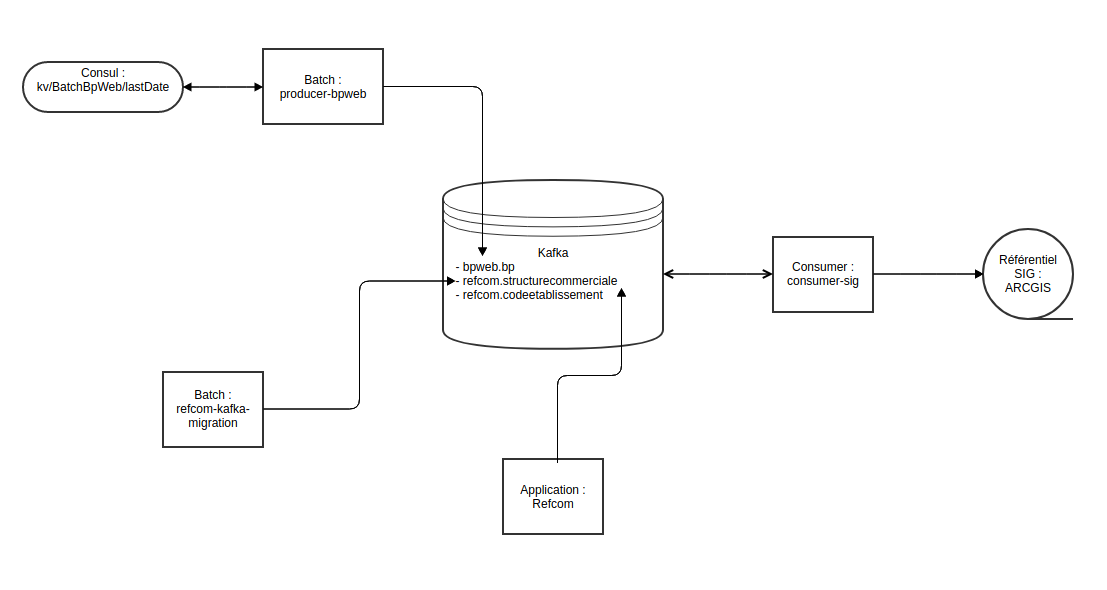 Consul :
kv/BatchBpWeb/lastDate
Batch :
producer-bpweb
Kafka
- bpweb.bp
- refcom.structurecommerciale
- refcom.codeetablissement
Consumer :
consumer-sig
Référentiel
SIG :
ARCGIS
Batch :
refcom-kafka-
migration
Application :
Refcom